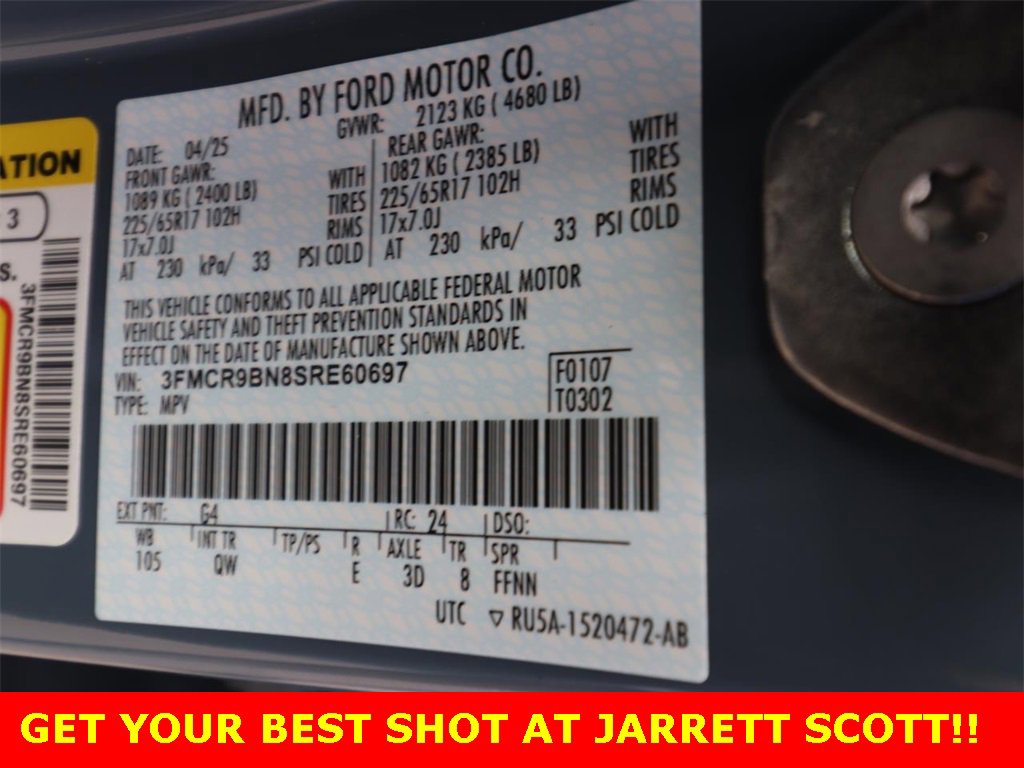 MFD. BY FORD MOTOR CO.
GVWR: 2123 KG ( 4680 LB)
DATE: 04/25
FRONT GAWR:
1089 KG ( 2400 LB) WITH
225/65R17 102H TIRES
17x7.0J RIMS
AT 230 kPa/ 33 PSI COLD
REAR GAWR:
1082 KG ( 2385 LB) WITH
225/65R17 102H TIRES
17x7.0J RIMS
AT 230 kPa/ 33 PSI COLD
THIS VEHICLE CONFORMS TO ALL APPLICABLE FEDERAL MOTOR
VEHICLE SAFETY AND THEFT PREVENTION STANDARDS IN
EFFECT ON THE DATE OF MANUFACTURE SHOWN ABOVE.
VIN: 3FMCR9BN8SRE60697
TYPE: MPV
F0107
T0302
EXT PNT: G4 RC: 24 DSO:
WB INT TR TP/PS R AXLE TR SPR
105 QW E 3D 8 FFNN
UTC ▽ RU5A-1520472-AB
ATION
3
S.
3FMCR9BN8SRE60697
GET YOUR BEST SHOT AT JARRETT SCOTT!!